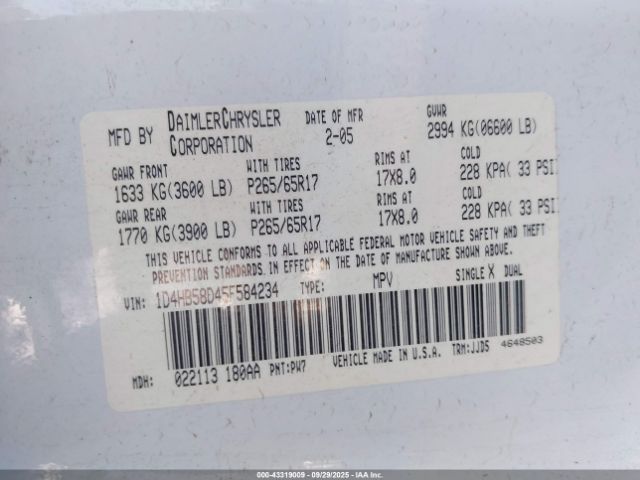 MFD BY DAIMLERCHRYSLER CORPORATION DATE OF MFR 2-05 GVWR 2994 KG(06600 LB)
GAWR FRONT WITH TIRES RIMS AT COLD
1633 KG(3600 LB) P265/65R17 17X8.0 228 KPA( 33 PSI
GAWR REAR WITH TIRES RIMS AT COLD
1770 KG(3900 LB) P265/65R17 17X8.0 228 KPA( 33 PSI
THIS VEHICLE CONFORMS TO ALL APPLICABLE FEDERAL MOTOR VEHICLE SAFETY AND THEFT
PREVENTION STANDARDS IN EFFECT ON THE DATE OF MANUFACTURE SHOWN ABOVE.
VIN: 1D4HB58D45F584234 TYPE: MPV SINGLE X DUAL
MDH: 022113 180AA PNT:PW7 VEHICLE MADE IN U.S.A. TRM:JJD5 4648503
00-43319009 - 09/29/2025 - IAA Inc.